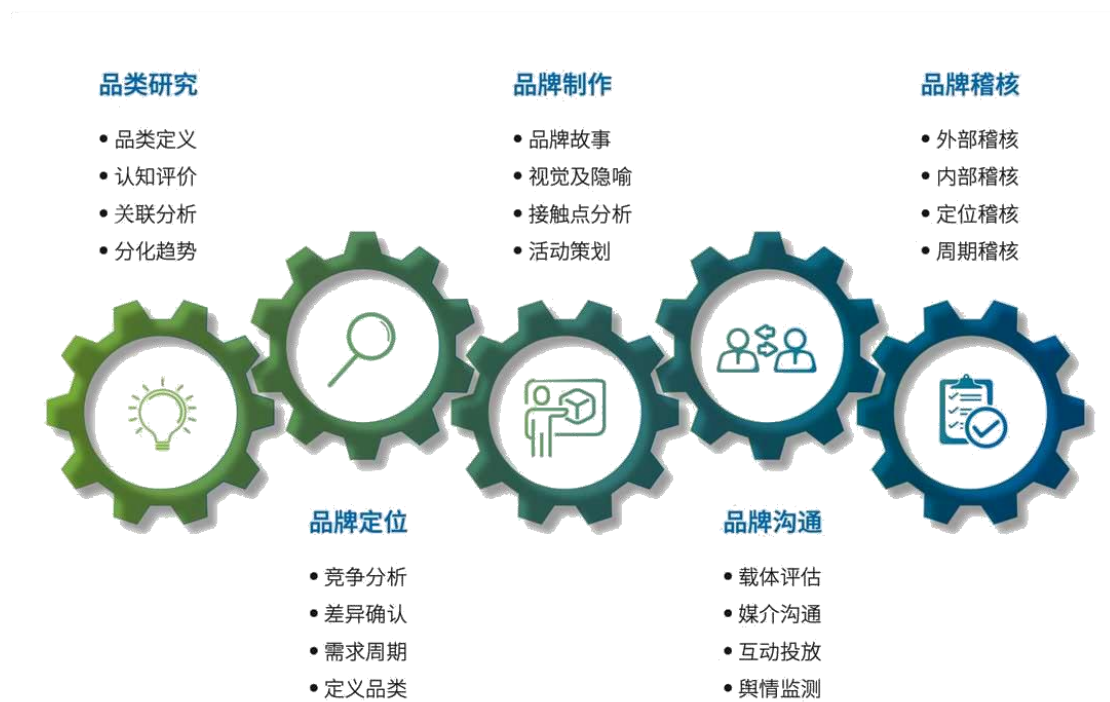 品类研究
• 品类定义
• 认知评价
• 关联分析
• 分化趋势
品牌定位
• 竞争分析
• 差异确认
• 需求周期
• 定义品类
品牌制作
• 品牌故事
• 视觉及隐喻
• 接触点分析
• 活动策划
品牌沟通
• 载体评估
• 媒介沟通
• 互动投放
• 舆情监测
品牌稽核
• 外部稽核
• 内部稽核
• 定位稽核
• 周期稽核